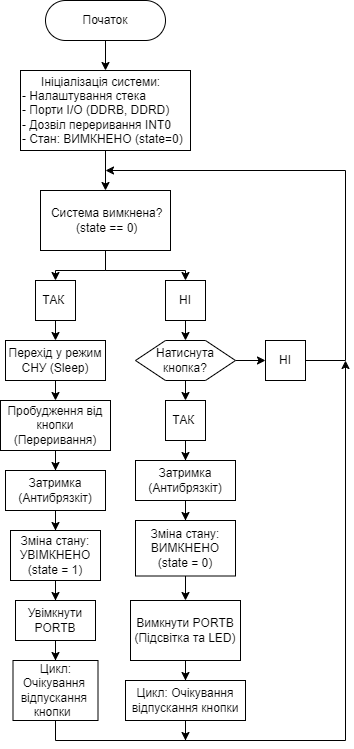 Початок
Ініціалізація системи:
- Налаштування стека
- Порти I/O (DDRB, DDRD)
- Дозвіл переривання INT0
- Стан: ВИМКНЕНО (state=0)
Система вимкнена?
(state == 0)
ТАК
НІ
Перехід у режим
СНУ (Sleep)
Натиснута
кнопка?
НІ
Пробудження від
кнопки
(Переривання)
ТАК
Затримка
(Антибрязкіт)
Затримка
(Антибрязкіт)
Зміна стану:
УВІМКНЕНО
(state = 1)
Зміна стану:
ВИМКНЕНО
(state = 0)
Увімкнути
PORTB
Вимкнути PORTB
(Підсвітка та LED)
Цикл:
Очікування
відпускання
кнопки
Цикл: Очікування
відпускання кнопки